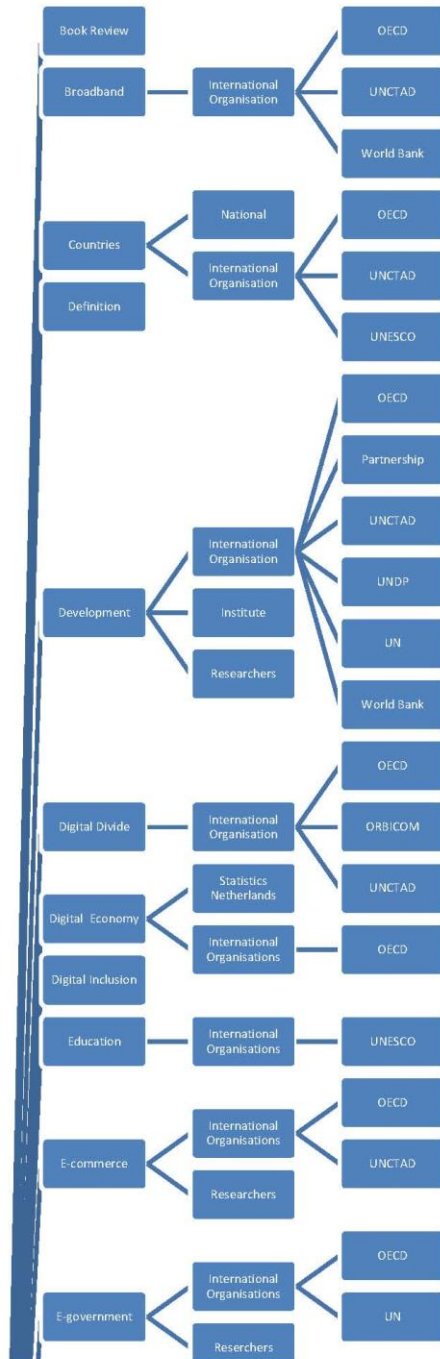 Book Review
OECD
Broadband
International
Organisation
UNCTAD
World Bank
National
OECD
Countries
International
Organisation
UNCTAD
Definition
UNESCO
OECD
Partnership
International
Organisation
UNCTAD
UNDP
Development
Institute
UN
Researchers
World Bank
OECD
Digital Divide
International
Organisation
ORBICOM
Statistics
Netherlands
UNCTAD
Digital Economy
International
Organisations
OECD
Digital Inclusion
Education
International
Organisations
UNESCO
OECD
International
Organisations
E-commerce
UNCTAD
Researchers
OECD
International
Organisations
E-government
UN
Reserchers